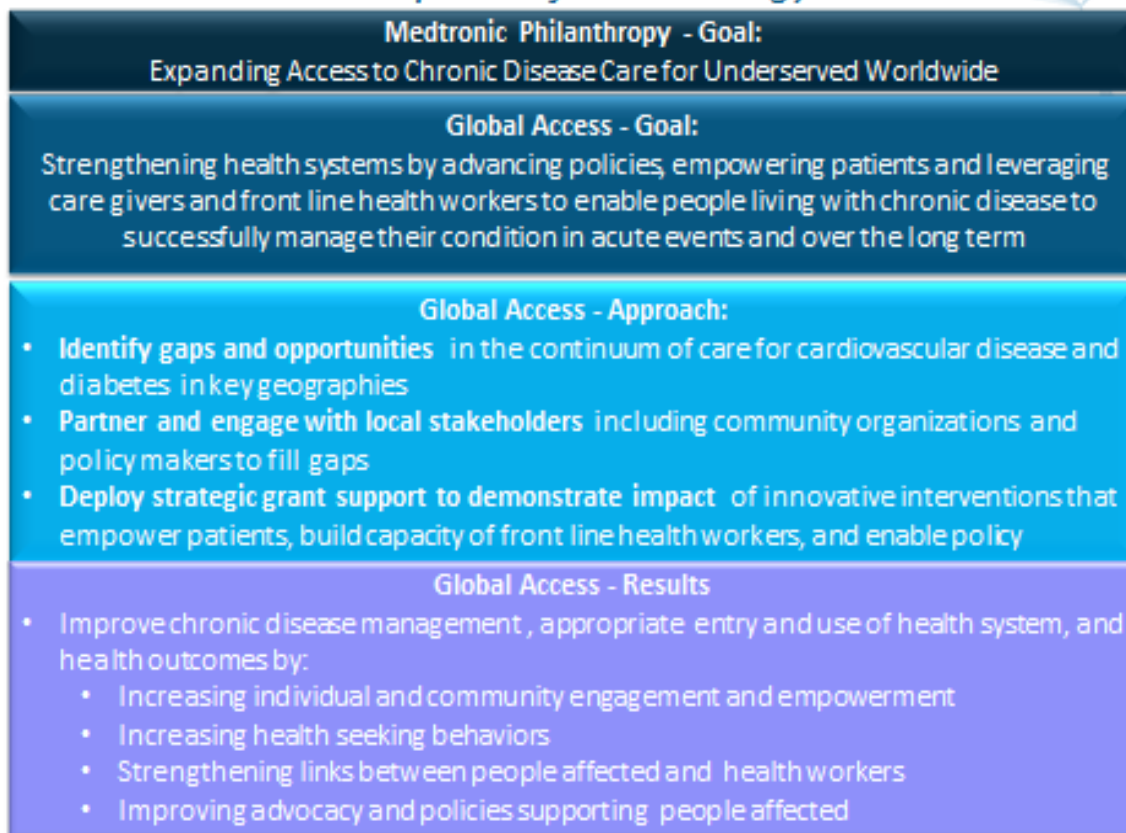 Medtronic Philanthropy - Goal:
Expanding Access to Chronic Disease Care for Underserved Worldwide
Global Access - Goal:
Strengthening health systems by advancing policies, empowering patients and leveraging
care givers and front line health workers to enable people living with chronic disease to
successfully manage their condition in acute events and over the long term
Global Access - Approach:
• Identify gaps and opportunities in the continuum of care for cardiovascular disease and
diabetes in key geographies
• Partner and engage with local stakeholders including community organizations and
policy makers to fill gaps
• Deploy strategic grant support to demonstrate impact of innovative interventions that
empower patients, build capacity of front line health workers, and enable policy
Global Access - Results
• Improve chronic disease management , appropriate entry and use of health system, and
health outcomes by:
• Increasing individual and community engagement and empowerment
• Increasing health seeking behaviors
• Strengthening links between people affected and health workers
• Improving advocacy and policies supporting people affected